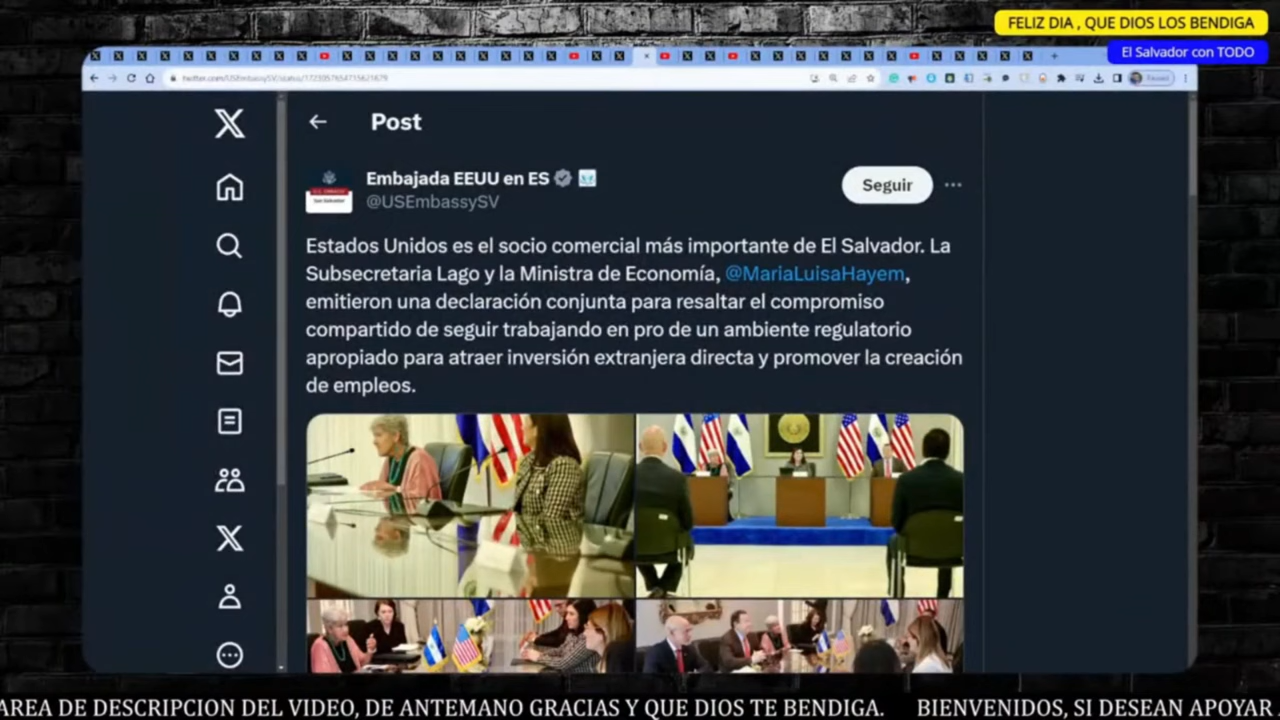 FELIZ DIA , QUE DIOS LOS BENDIGA
El Salvador con TODO
Post
Embajada EEUU en ES
@USEmbassySV
Seguir
Estados Unidos es el socio comercial más importante de El Salvador. La
Subsecretaria Lago y la Ministra de Economía, @MariaLuisaHayem,
emitieron una declaración conjunta para resaltar el compromiso
compartido de seguir trabajando en pro de un ambiente regulatorio
apropiado para atraer inversión extranjera directa y promover la creación
de empleos.
AREA DE DESCRIPCION DEL VIDEO, DE ANTEMANO GRACIAS Y QUE DIOS TE BENDIGA. BIENVENIDOS, SI DESEAN APOYAR